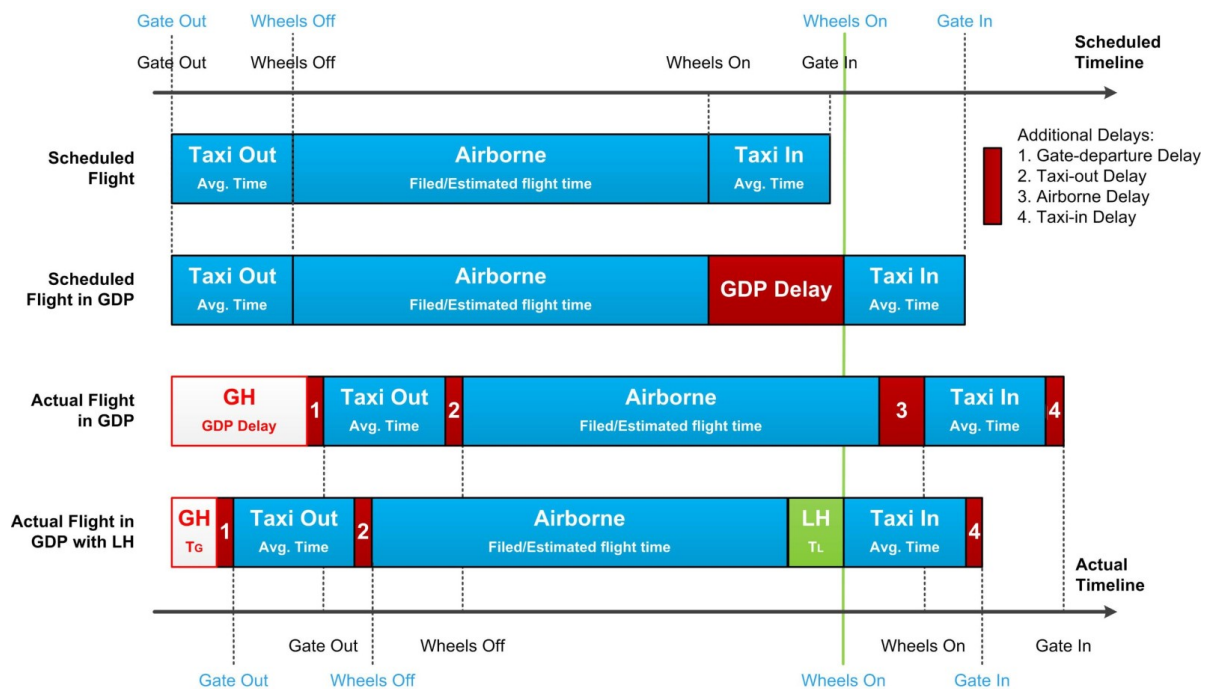 Gate Out
Wheels Off
Wheels On
Gate In
Gate Out
Wheels Off
Wheels On
Gate In
Scheduled
Timeline
Scheduled
Flight
Taxi Out
Avg. Time
Airborne
Filed/Estimated flight time
Taxi In
Avg. Time
Additional Delays:
1. Gate-departure Delay
2. Taxi-out Delay
3. Airborne Delay
4. Taxi-in Delay
Scheduled
Flight in GDP
Taxi Out
Avg. Time
Airborne
Filed/Estimated flight time
GDP Delay
Taxi In
Avg. Time
Actual Flight
in GDP
GH
GDP Delay
1
Taxi Out
Avg. Time
2
Airborne
Filed/Estimated flight time
3
Taxi In
Avg. Time
4
Actual Flight in
GDP with LH
GH
TG
1
Taxi Out
Avg. Time
2
Airborne
Filed/Estimated flight time
LH
TL
Taxi In
Avg. Time
4
Actual
Timeline
Gate Out
Wheels Off
Wheels On
Gate In
Gate Out
Wheels Off
Wheels On
Gate In